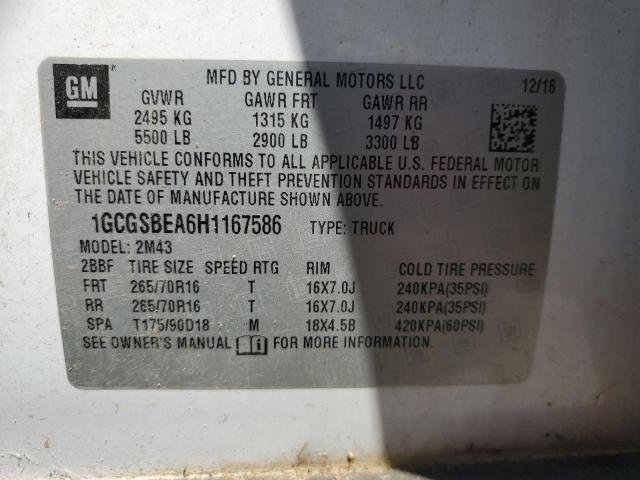 GM ® MFD BY GENERAL MOTORS LLC 12/16
GVWR GAWR FRT GAWR RR
2495 KG 1315 KG 1497 KG
5500 LB 2900 LB 3300 LB
THIS VEHICLE CONFORMS TO ALL APPLICABLE U.S. FEDERAL MOTOR
VEHICLE SAFETY AND THEFT PREVENTION STANDARDS IN EFFECT ON
THE DATE OF MANUFACTURE SHOWN ABOVE.
1GCGSBEA6H1167586 TYPE: TRUCK
MODEL: 2M43
2BBF TIRE SIZE SPEED RTG RIM COLD TIRE PRESSURE
FRT 265/70R16 T 16X7.0J 240KPA(35PSI)
RR 265/70R16 T 16X7.0J 240KPA(35PSI)
SPA T175/90D18 M 18X4.5B 420KPA(60PSI)
SEE OWNER'S MANUAL FOR MORE INFORMATION.